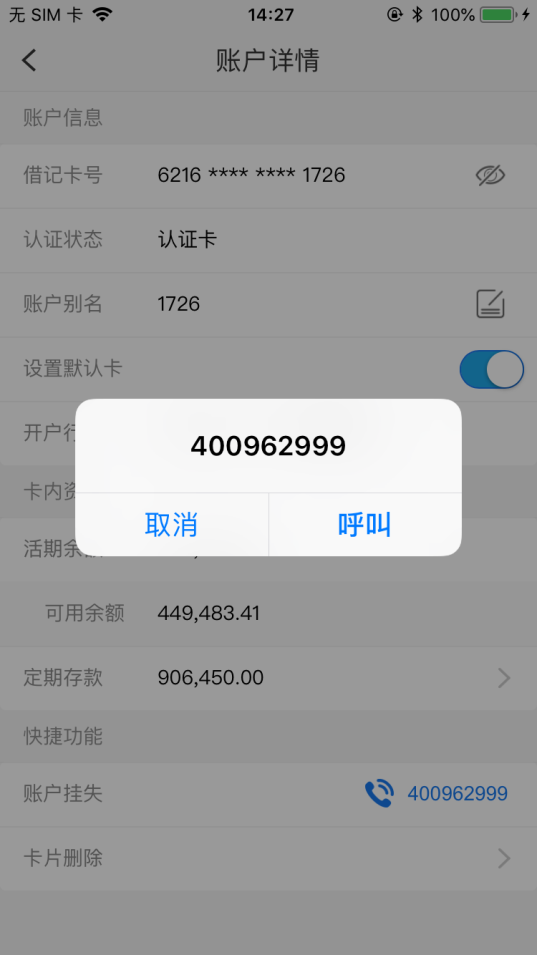 无 SIM 卡 14:27 100%
账户详情
账户信息
借记卡号 6216 **** **** 1726
认证状态 认证卡
账户别名 1726
设置默认卡
开户行
400962999
卡内资
取消 呼叫
活期余
可用余额 449,483.41
定期存款 906,450.00
快捷功能
账户挂失 400962999
卡片删除